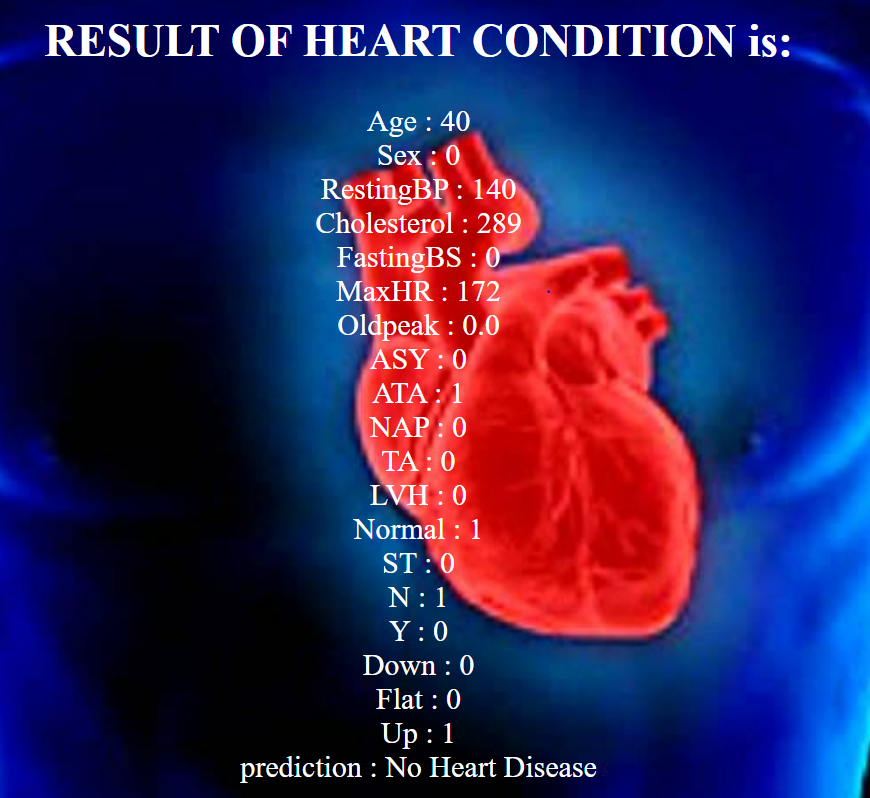 RESULT OF HEART CONDITION is:
Age : 40
Sex : 0
RestingBP : 140
Cholesterol : 289
FastingBS : 0
MaxHR : 172
Oldpeak : 0.0
ASY : 0
ATA : 1
NAP : 0
TA : 0
LVH : 0
Normal : 1
ST : 0
N : 1
Y : 0
Down : 0
Flat : 0
Up : 1
prediction : No Heart Disease